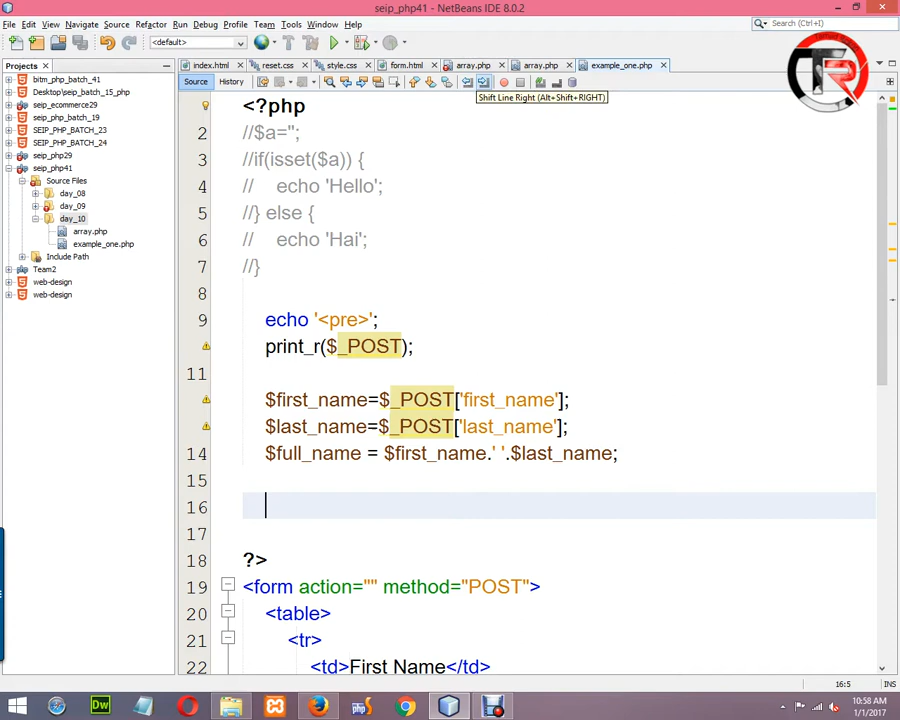 seip_php41 - NetBeans IDE 8.0.2
File Edit View Navigate Source Refactor Run Debug Profile Team Tools Window Help
<default>
Search (Ctrl+I)
Projects
index.html reset.css style.css form.html array.php array.php example_one.php
Source History
Shift Line Right (Alt+Shift+RIGHT)
TR
bitm_php_batch_41
Desktop\seip_batch_15_php
seip_ecommerce29
seip_php_batch_19
SEIP_PHP_BATCH_23
SEIP_PHP_BATCH_24
seip_php29
seip_php41
Source Files
day_08
day_09
day_10
array.php
example_one.php
Include Path
Team2
web-design
web-design
<?php
2 //$a='';
3 //if(isset($a)) {
4 // echo 'Hello';
5 //} else {
6 // echo 'Hai';
7 //}
8
9 echo '<pre>';
print_r($_POST);
11
$first_name=$_POST['first_name'];
$last_name=$_POST['last_name'];
14 $full_name = $first_name.' '.$last_name;
15
16
17
18 ?>
19 <form action="" method="POST">
20 <table>
21 <tr>
22 <td>First Name</td>
16:5 INS
Dw
php
10:58 AM
1/1/2017